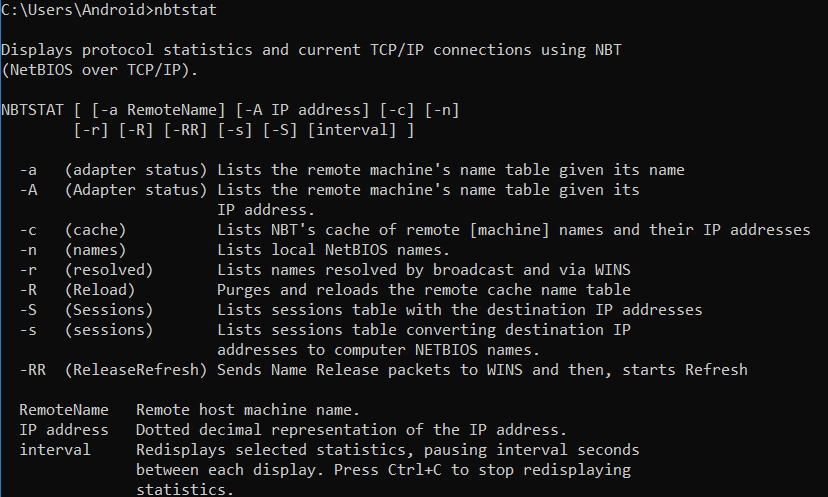 C:\Users\Android>nbtstat
Displays protocol statistics and current TCP/IP connections using NBT
(NetBIOS over TCP/IP).
NBTSTAT [ [-a RemoteName] [-A IP address] [-c] [-n]
        [-r] [-R] [-RR] [-s] [-S] [interval] ]
  -a   (adapter status) Lists the remote machine's name table given its name
  -A   (Adapter status) Lists the remote machine's name table given its
                        IP address.
  -c   (cache)          Lists NBT's cache of remote [machine] names and their IP addresses
  -n   (names)          Lists local NetBIOS names.
  -r   (resolved)       Lists names resolved by broadcast and via WINS
  -R   (Reload)         Purges and reloads the remote cache name table
  -S   (Sessions)       Lists sessions table with the destination IP addresses
  -s   (sessions)       Lists sessions table converting destination IP
                        addresses to computer NETBIOS names.
  -RR  (ReleaseRefresh) Sends Name Release packets to WINS and then, starts Refresh
  RemoteName   Remote host machine name.
  IP address   Dotted decimal representation of the IP address.
  interval     Redisplays selected statistics, pausing interval seconds
               between each display. Press Ctrl+C to stop redisplaying
               statistics.